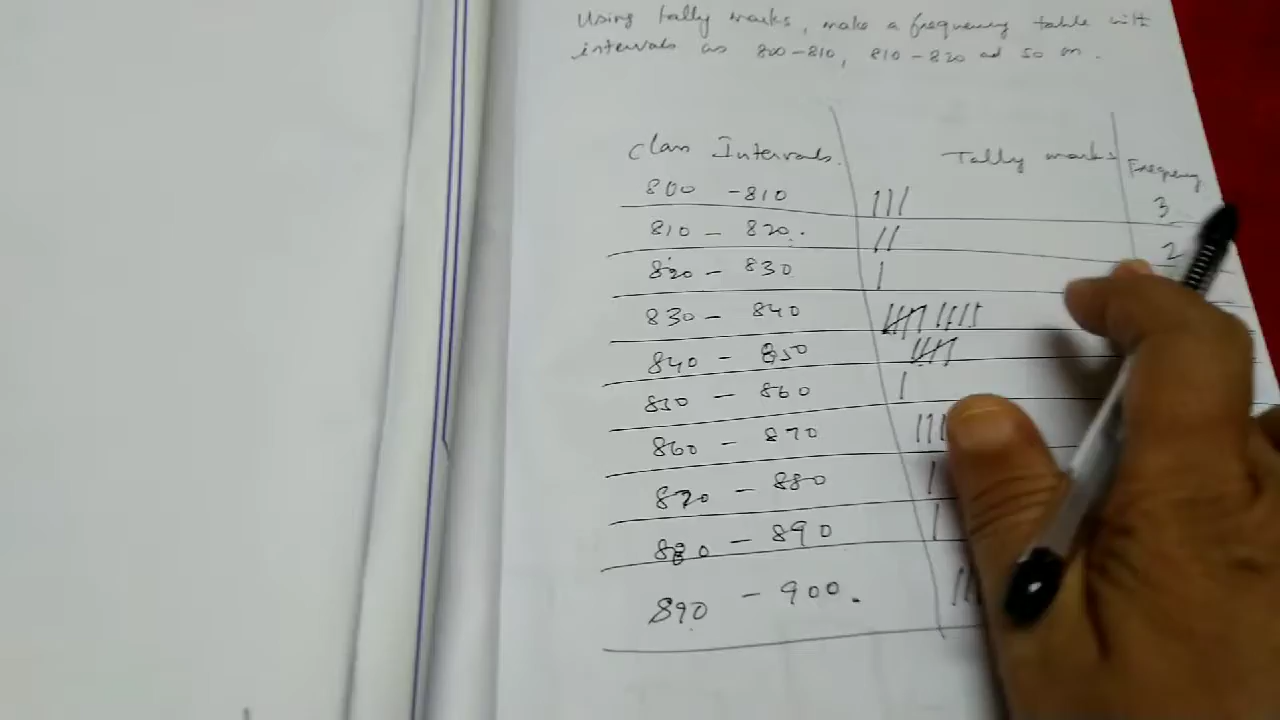 Using tally marks, make a frequency table with
intervals as 800-810, 810-820 ad so on.
Class Intervals. Tally marks Frequency
800 - 810 ||| 3
810 - 820. || 2
820 - 830 |
830 - 840 
840 - 850
850 - 860 |
860 - 870 |||
870 - 880 |
880 - 890 |
890 - 900. ||